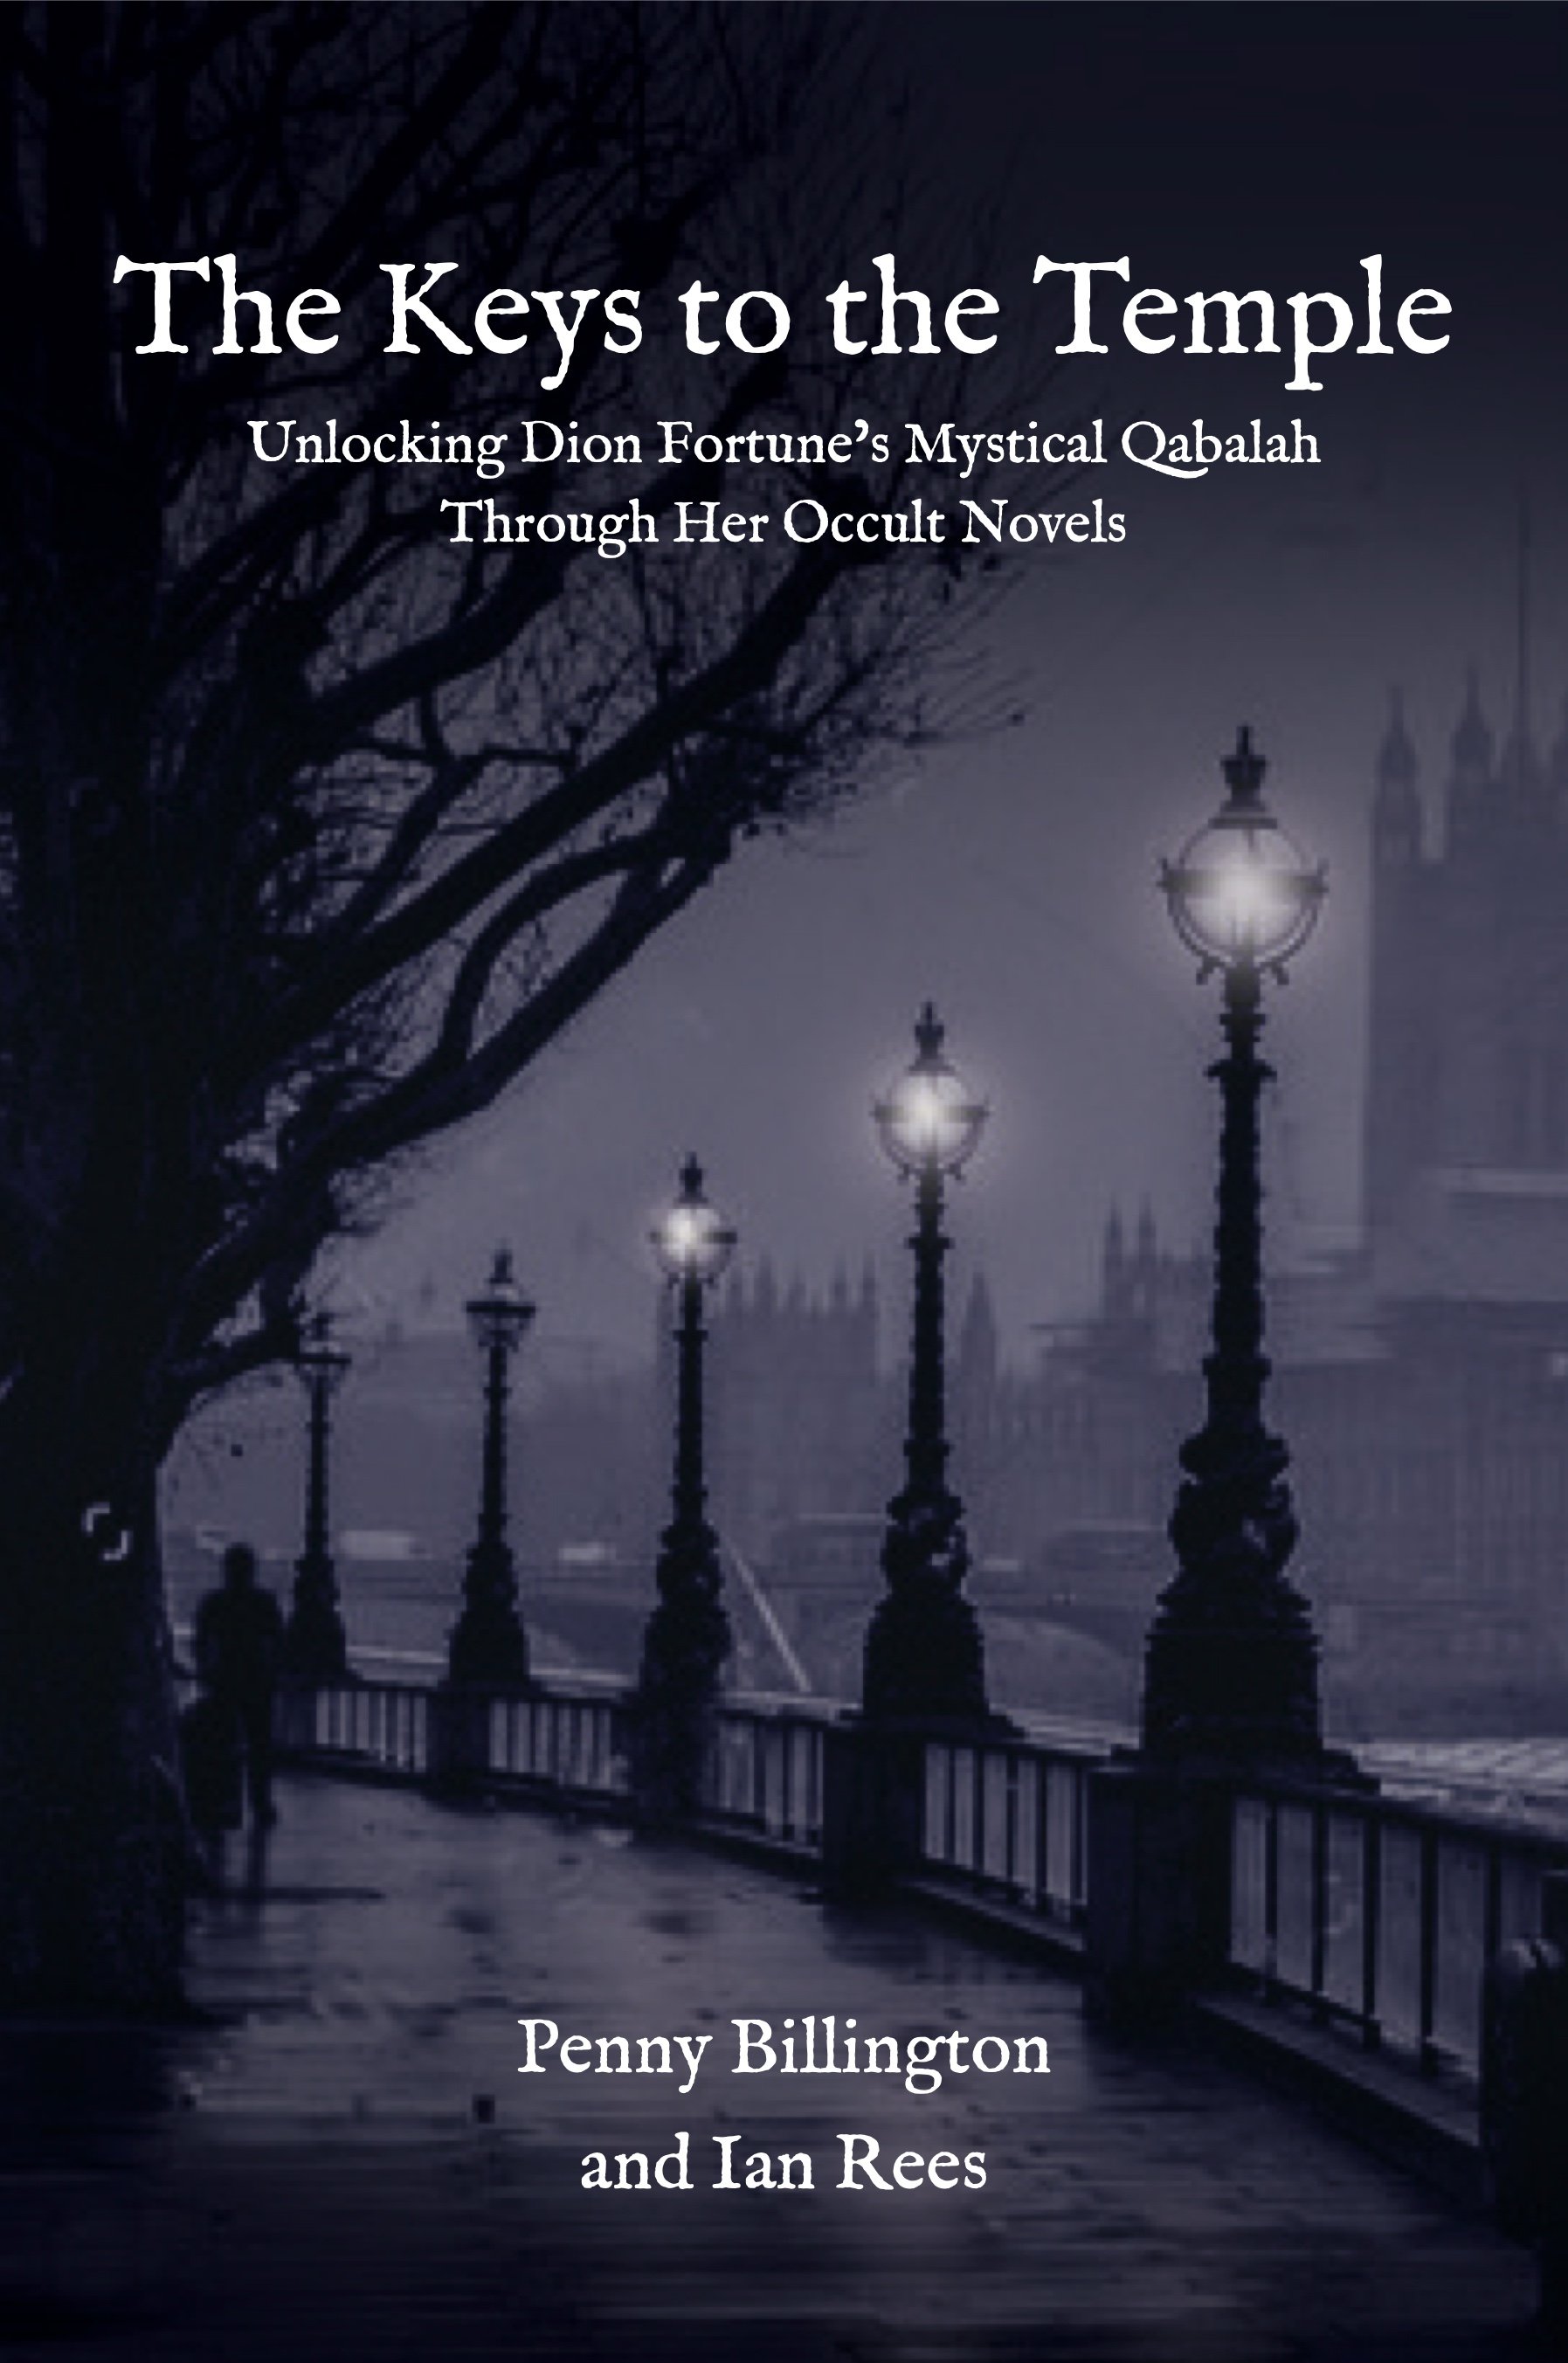 The Keys to the Temple
Unlocking Dion Fortune’s Mystical Qabalah
Through Her Occult Novels
Penny Billington
and Ian Rees